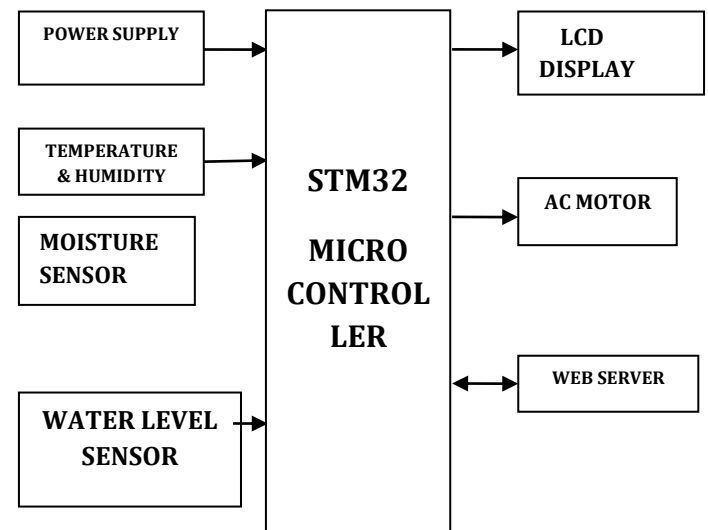 POWER SUPPLY
TEMPERATURE
& HUMIDITY
MOISTURE
SENSOR
WATER LEVEL
SENSOR
STM32
MICRO
CONTROL
LER
LCD
DISPLAY
AC MOTOR
WEB SERVER